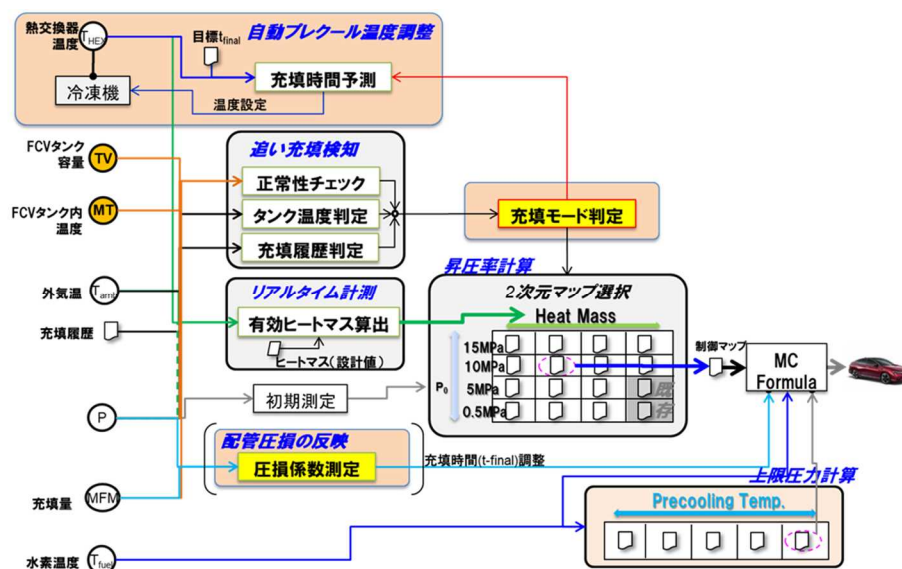 熱交換器
温度
T_HEX
目標t_final
自動プレクール温度調整
充填時間予測
冷凍機
温度設定
FCVタンク
容量
TV
追い充填検知
正常性チェック
FCVタンク内
温度
MT
タンク温度判定
充填履歴判定
充填モード判定
昇圧率計算
外気温
T_amb
リアルタイム計測
2次元マップ選択
有効ヒートマス算出
Heat Mass
充填履歴
ヒートマス(設計値)
15MPa
10MPa
5MPa
0.5MPa
P₀
既
存
制御マップ
MC
Formula
P
初期測定
配管圧損の反映
圧損係数測定
充填時間(t-final)調整
上限圧力計算
充填量
MFM
Precooling Temp.
水素温度
T_fuel